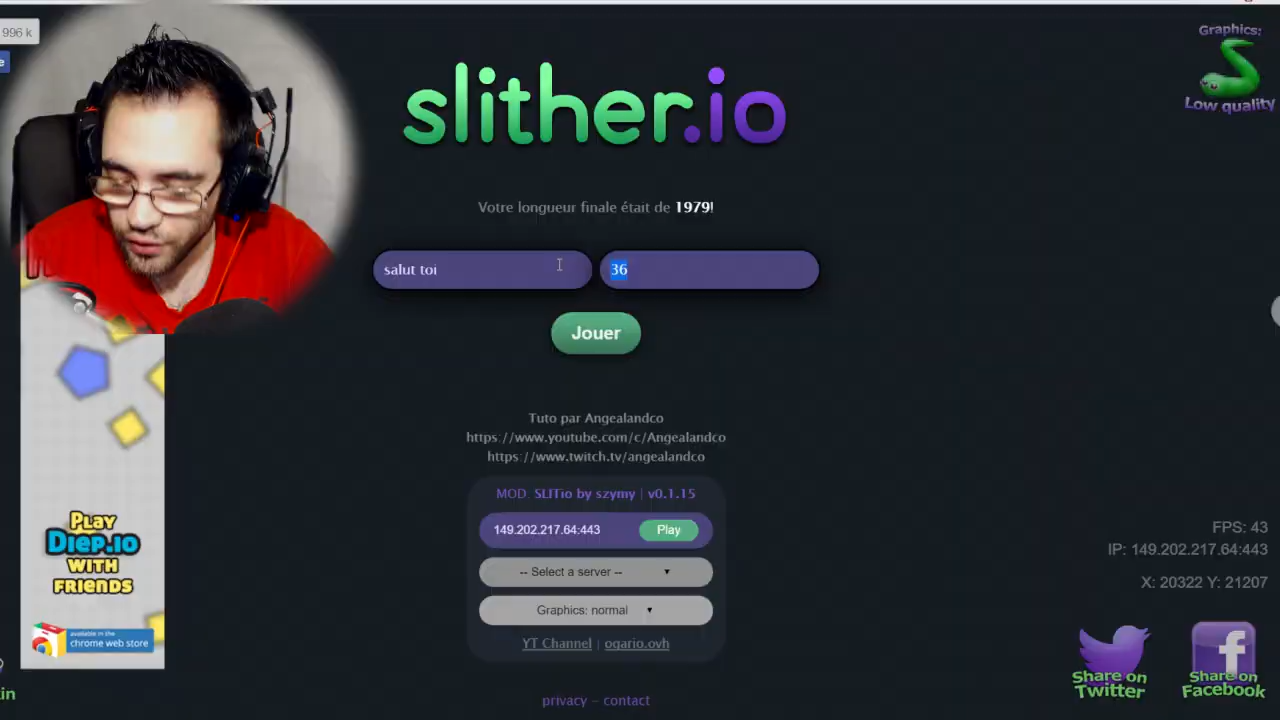 996 k
e
Graphics:
Low quality
slither.io
Votre longueur finale était de 1979!
salut toi
36
Jouer
Tuto par Angealandco
https://www.youtube.com/c/Angealandco
https://www.twitch.tv/angealandco
MOD: SLITio by szymy | v0.1.15
149.202.217.64:443
Play
-- Select a server --
Graphics: normal
YT Channel | ogario.ovh
privacy - contact
PLAY
Diep.io
WITH
FRIENDS
available in the
chrome web store
in
FPS: 43
IP: 149.202.217.64:443
X: 20322 Y: 21207
Share on
Twitter
Share on
Facebook